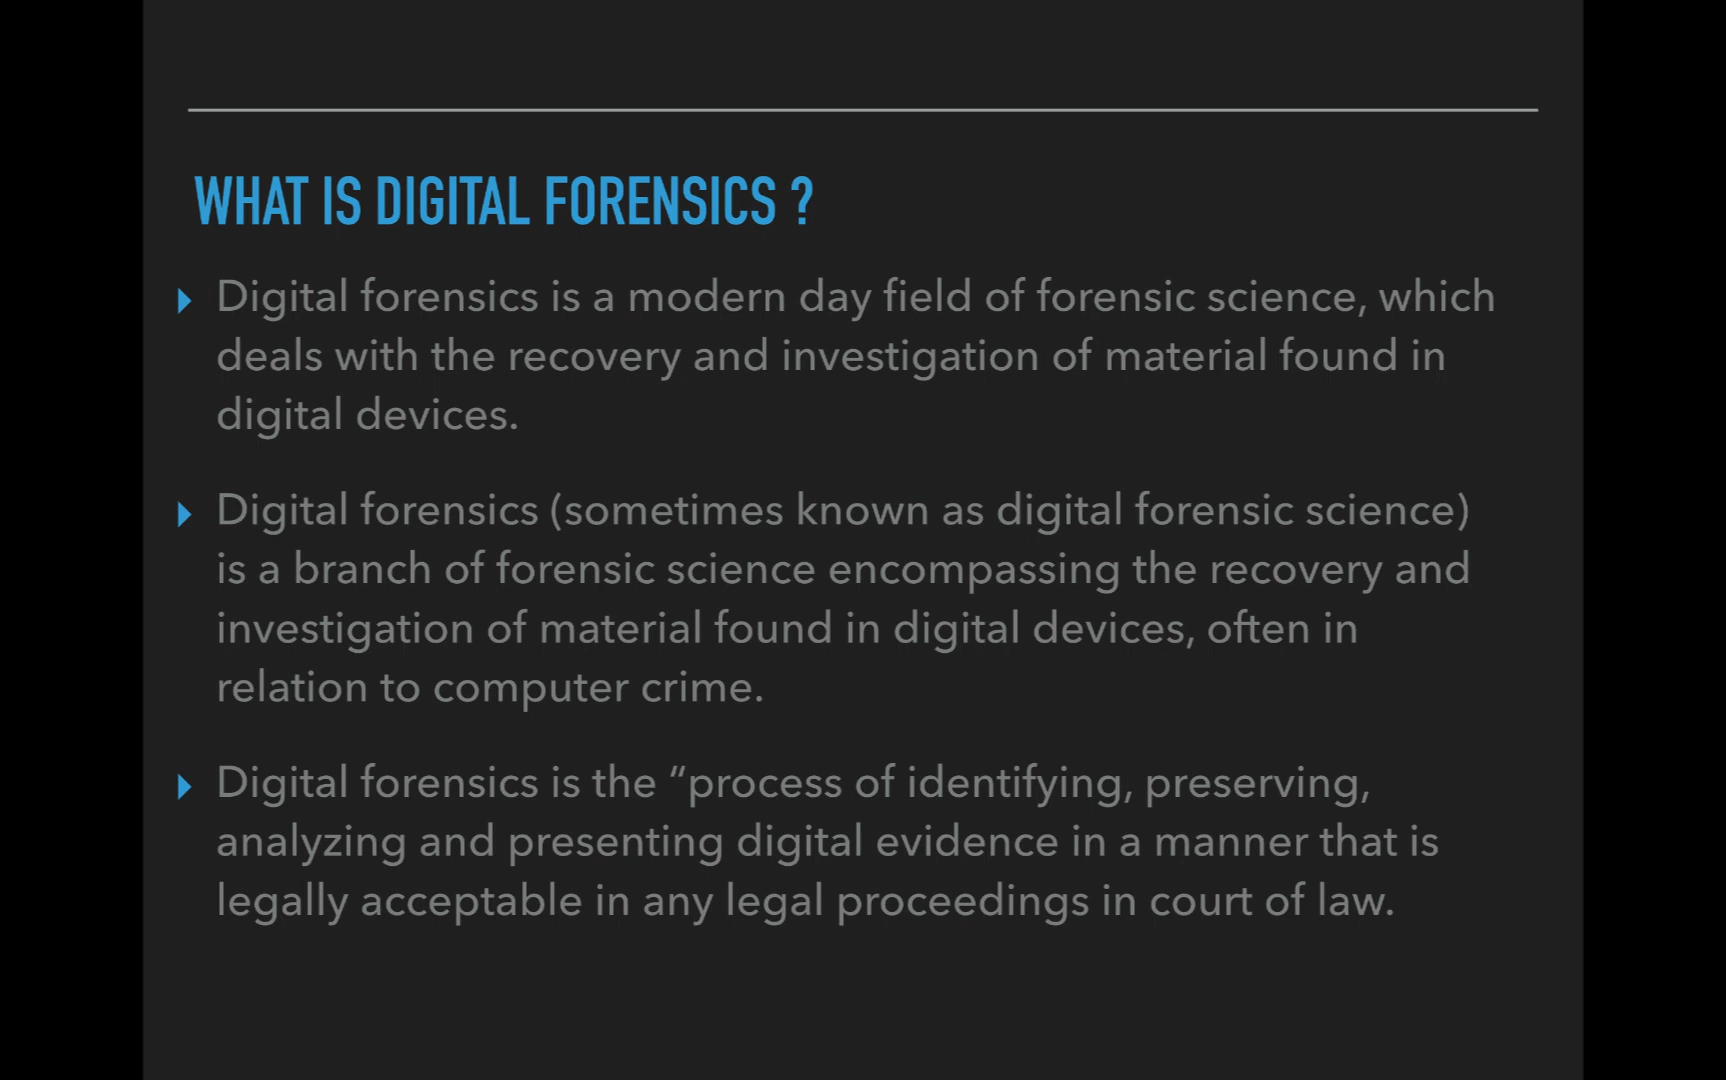 WHAT IS DIGITAL FORENSICS ?
Digital forensics is a modern day field of forensic science, which
deals with the recovery and investigation of material found in
digital devices.
Digital forensics (sometimes known as digital forensic science)
is a branch of forensic science encompassing the recovery and
investigation of material found in digital devices, often in
relation to computer crime.
Digital forensics is the “process of identifying, preserving,
analyzing and presenting digital evidence in a manner that is
legally acceptable in any legal proceedings in court of law.